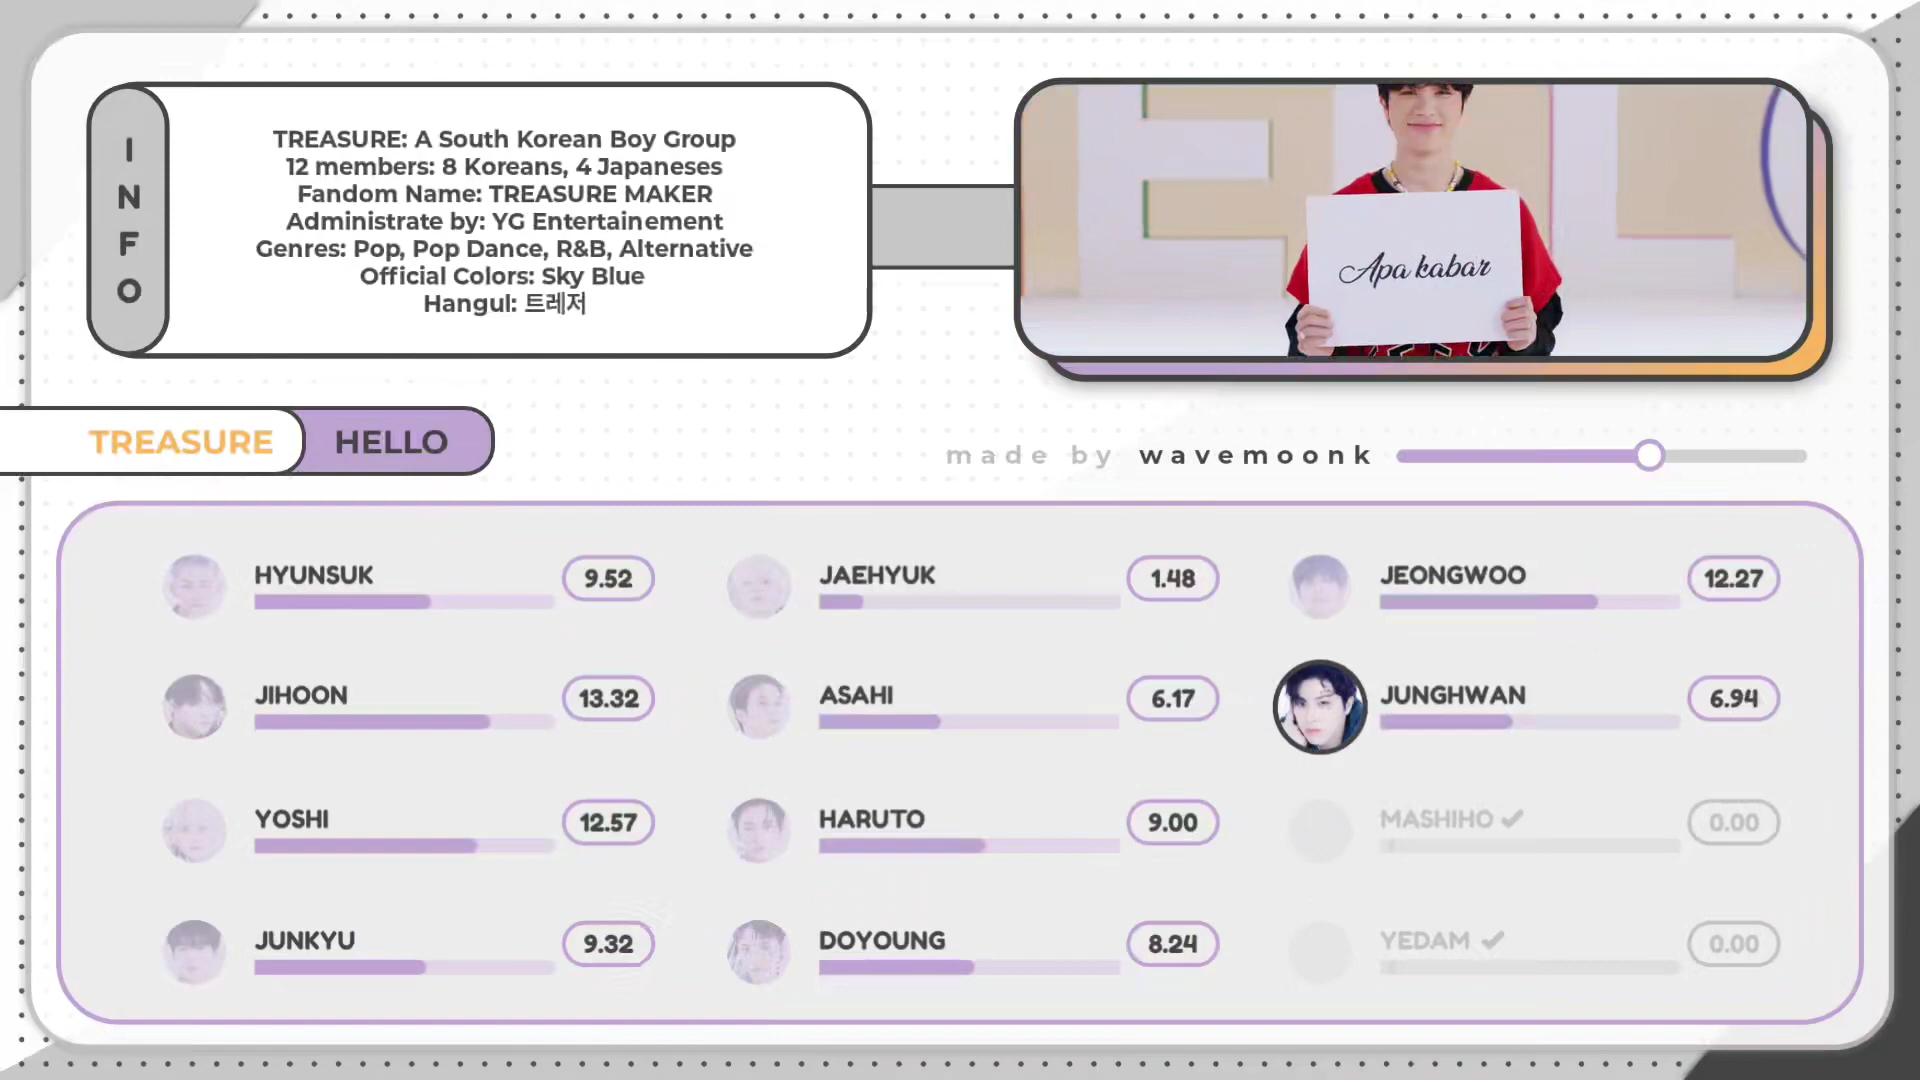 INFO
TREASURE: A South Korean Boy Group
12 members: 8 Koreans, 4 Japaneses
Fandom Name: TREASURE MAKER
Administrate by: YG Entertainement
Genres: Pop, Pop Dance, R&B, Alternative
Official Colors: Sky Blue
Hangul: 트레저
Apa kabar
TREASURE HELLO
made by wavemoonk
HYUNSUK 9.52
JAEHYUK 1.48
JEONGWOO 12.27
JIHOON 13.32
ASAHI 6.17
JUNGHWAN 6.94
YOSHI 12.57
HARUTO 9.00
MASHIHO ✔ 0.00
JUNKYU 9.32
DOYOUNG 8.24
YEDAM ✔ 0.00